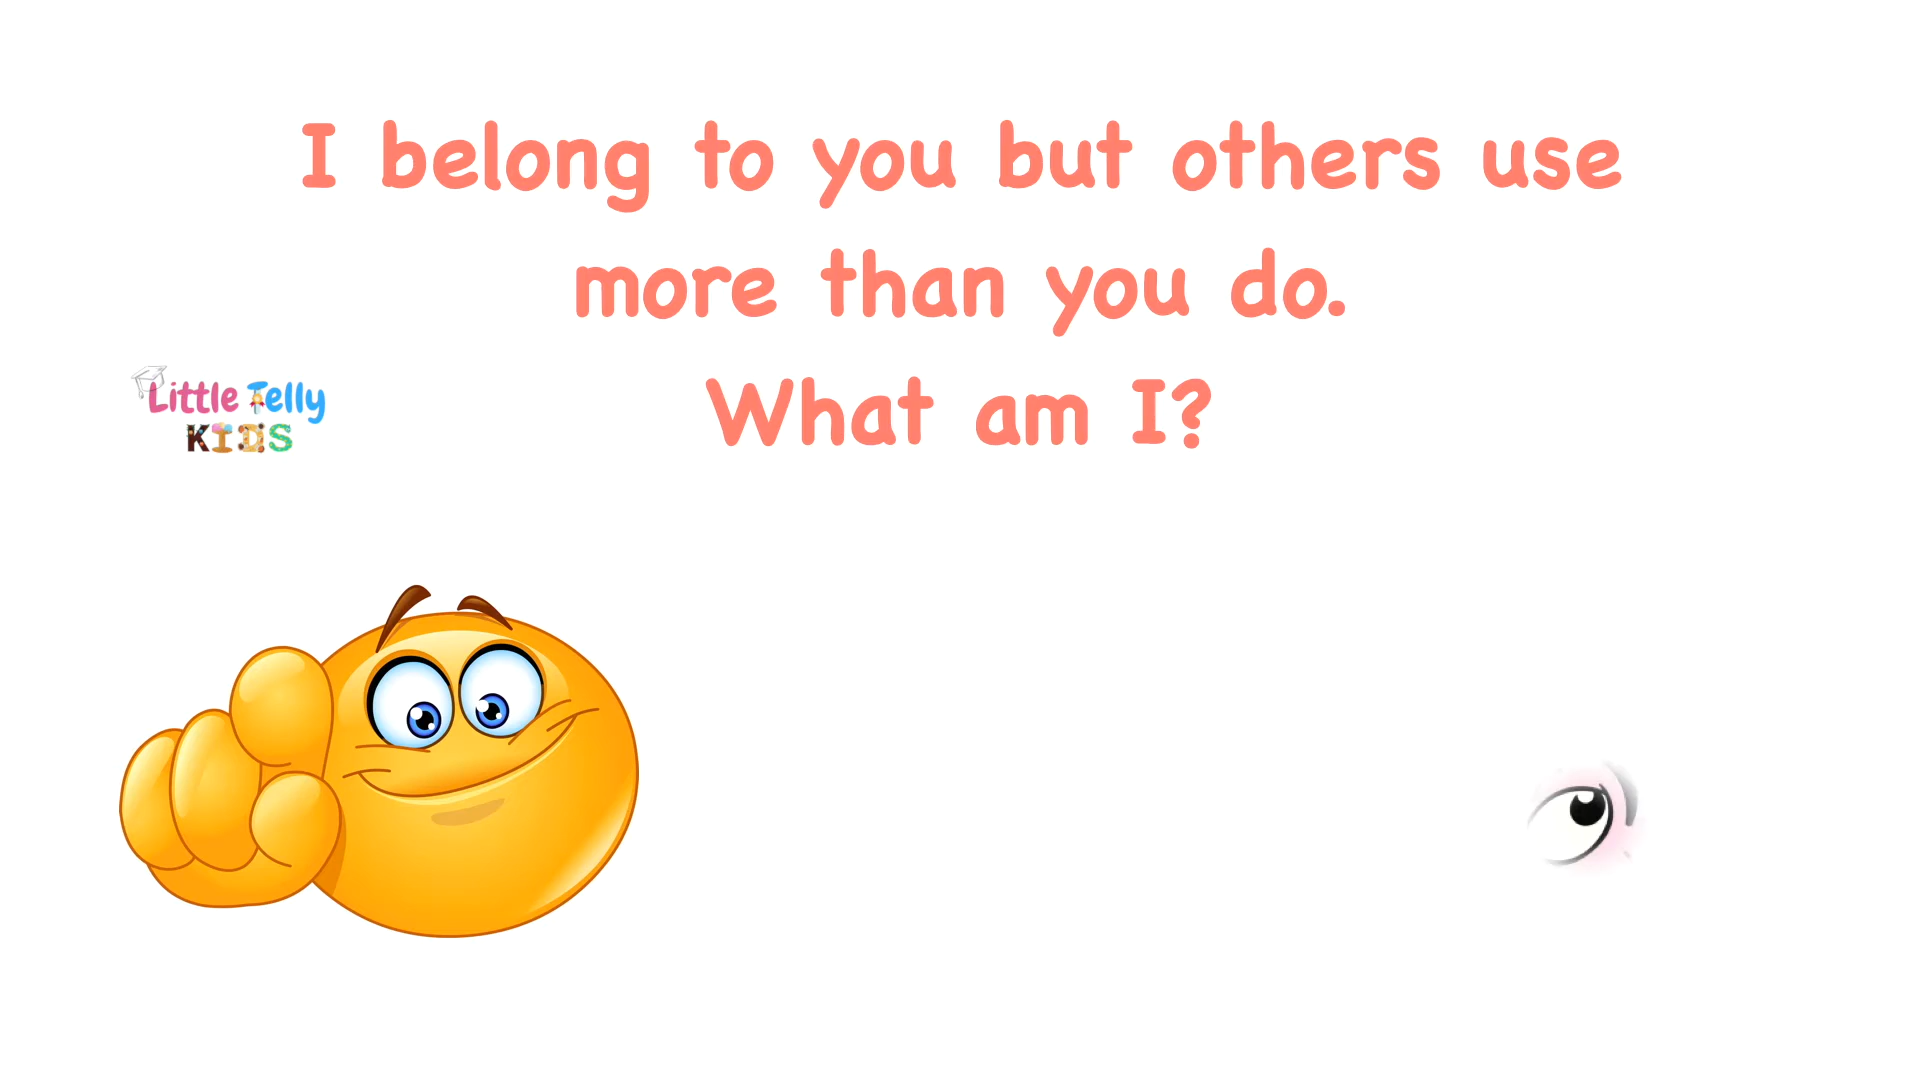 I belong to you but others use
more than you do.
What am I?
Little Telly
KIDS